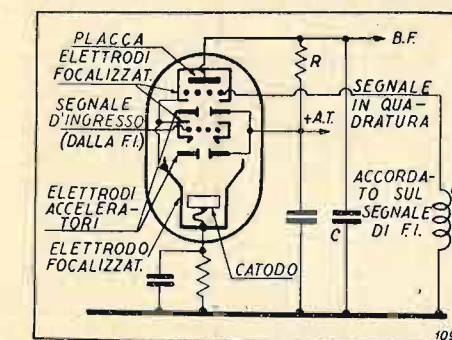 PLACCA
ELETTRODI
FOCALIZZAT.
SEGNALE
D'INGRESSO
(DALLA F.I.)
ELETTRODI
ACCELERA-
TORI
ELETTRODO
FOCALIZZAT.
CATODO
B.F.
R
SEGNALE
IN QUA-
DRATURA
+A.T.
ACCORDA-
TO SUL
SEGNALE
DI F.I.
C
109